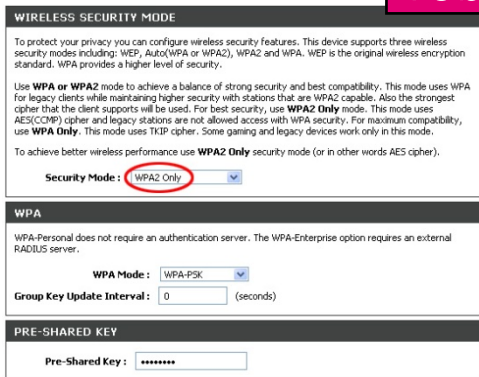 WIRELESS SECURITY MODE
To protect your privacy you can configure wireless security features. This device supports three wireless
security modes including: WEP, Auto(WPA or WPA2), WPA2 and WPA. WEP is the original wireless encryption
standard. WPA provides a higher level of security.
Use WPA or WPA2 mode to achieve a balance of strong security and best compatibility. This mode uses WPA
for legacy clients while maintaining higher security with stations that are WPA2 capable. Also the strongest
cipher that the client supports will be used. For best security, use WPA2 Only mode. This mode uses
AES(CCMP) cipher and legacy stations are not allowed access with WPA security. For maximum compatibility,
use WPA Only. This mode uses TKIP cipher. Some gaming and legacy devices work only in this mode.
To achieve better wireless performance use WPA2 Only security mode (or in other words AES cipher).
Security Mode : WPA2 Only
WPA
WPA-Personal does not require an authentication server. The WPA-Enterprise option requires an external
RADIUS server.
WPA Mode : WPA-PSK
Group Key Update Interval : 0 (seconds)
PRE-SHARED KEY
Pre-Shared Key : ••••••••